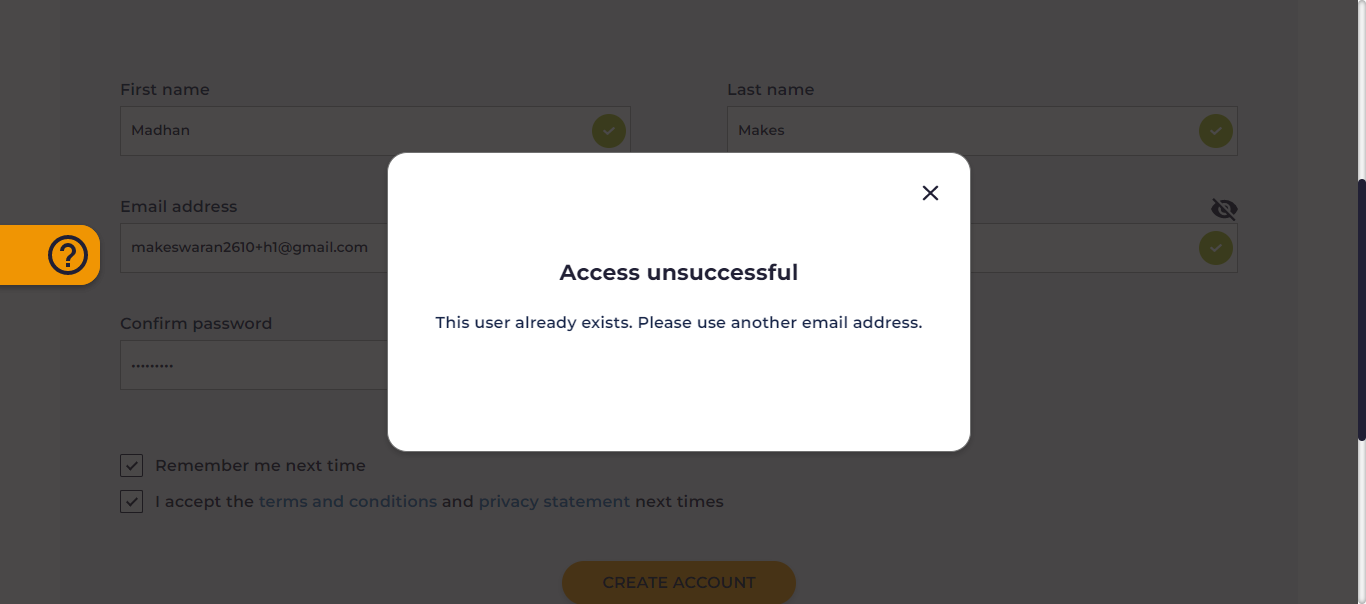 First name
Last name
Madhan
Makes
Email address
makeswaran2610+h1@gmail.com
Access unsuccessful
This user already exists. Please use another email address.
Confirm password
•••••••••
Remember me next time
I accept the terms and conditions and privacy statement next times
CREATE ACCOUNT